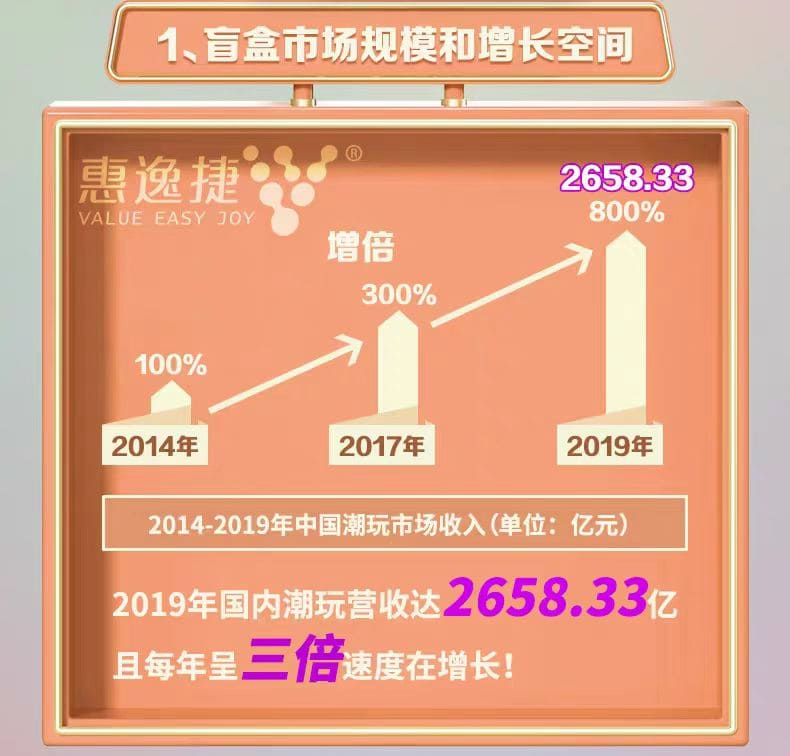 1、盲盒市场规模和增长空间
惠逸捷®
VALUE EASY JOY
2658.33
800%
增倍
300%
100%
2014年
2017年
2019年
2014-2019年中国潮玩市场收入(单位：亿元)
2019年国内潮玩营收达2658.33亿
且每年呈三倍速度在增长！